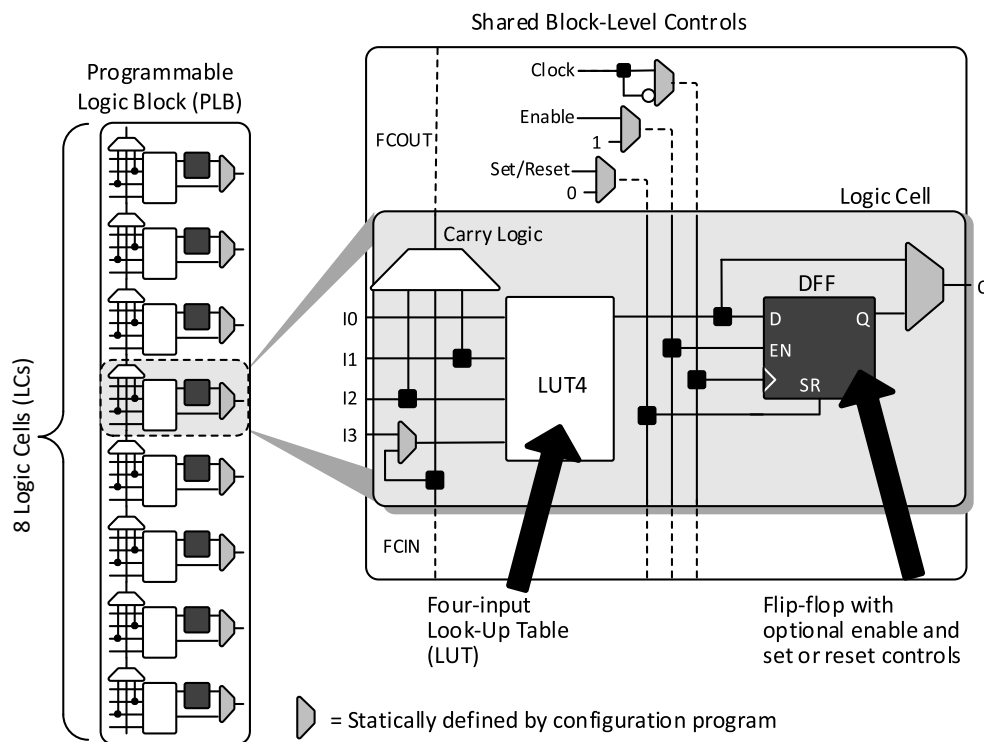 Shared Block-Level Controls
Programmable
Logic Block (PLB)
8 Logic Cells (LCs)
Clock
Enable
1
Set/Reset
0
FCOUT
Logic Cell
Carry Logic
I0
I1
I2
I3
LUT4
DFF
D
Q
EN
SR
FCIN
Four-input
Look-Up Table
(LUT)
Flip-flop with
optional enable and
set or reset controls
= Statically defined by configuration program